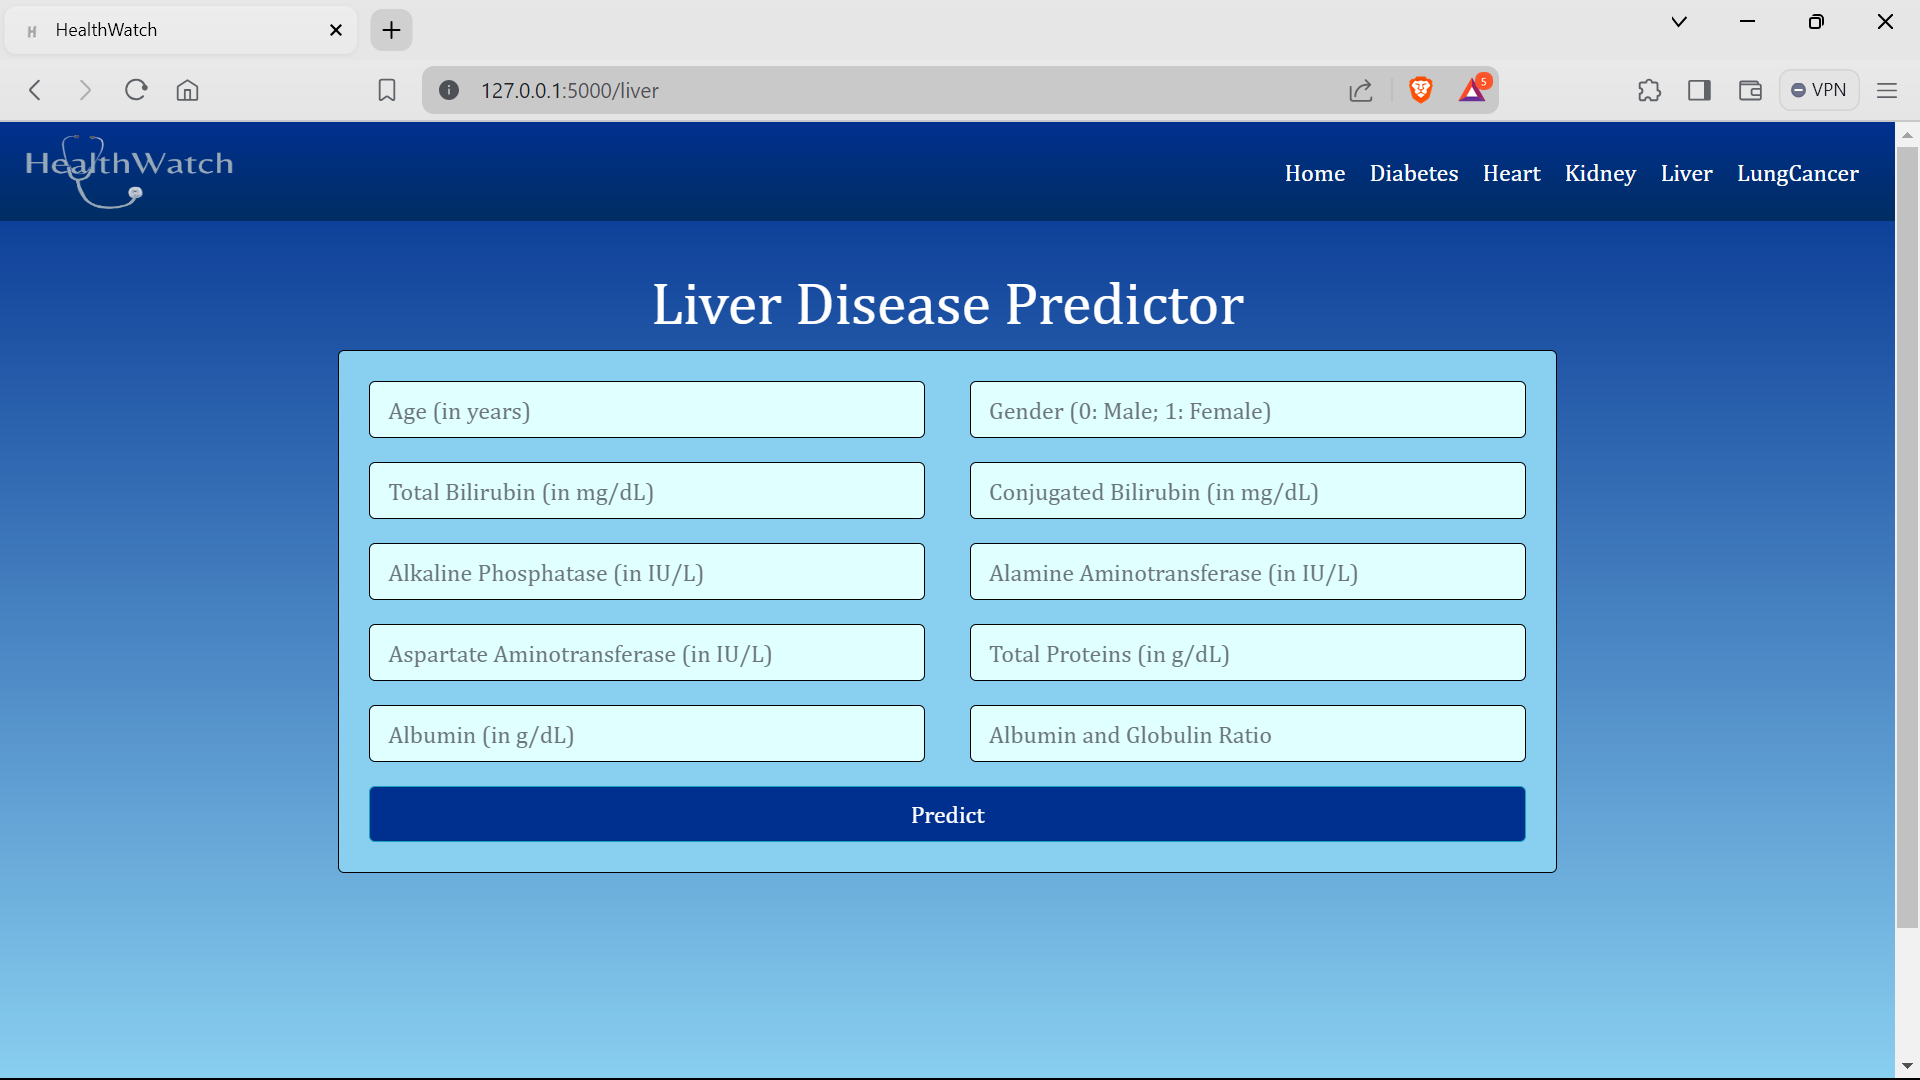 H HealthWatch
127.0.0.1:5000/liver
5
VPN
HealthWatch
Home Diabetes Heart Kidney Liver LungCancer
Liver Disease Predictor
Age (in years) Gender (0: Male; 1: Female)
Total Bilirubin (in mg/dL) Conjugated Bilirubin (in mg/dL)
Alkaline Phosphatase (in IU/L) Alamine Aminotransferase (in IU/L)
Aspartate Aminotransferase (in IU/L) Total Proteins (in g/dL)
Albumin (in g/dL) Albumin and Globulin Ratio
Predict